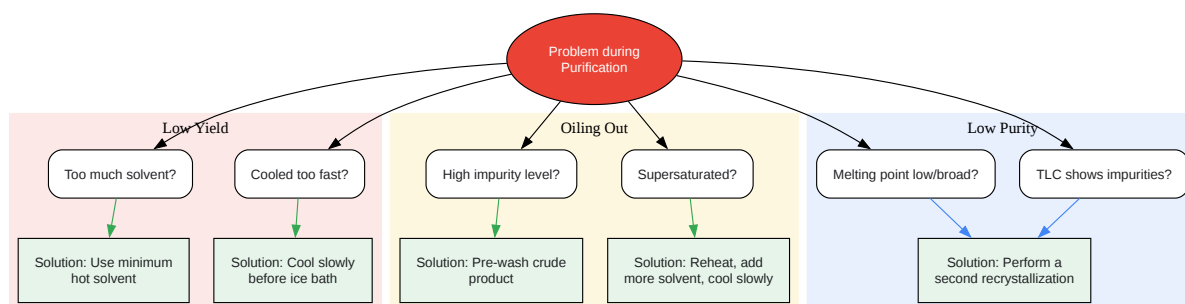 Problem during
Purification
Low Yield
Oiling Out
Low Purity
Too much solvent?
Cooled too fast?
High impurity level?
Supersaturated?
Melting point low/broad?
TLC shows impurities?
Solution: Use minimum
hot solvent
Solution: Cool slowly
before ice bath
Solution: Pre-wash crude
product
Solution: Reheat, add
more solvent, cool slowly
Solution: Perform a
second recrystallization